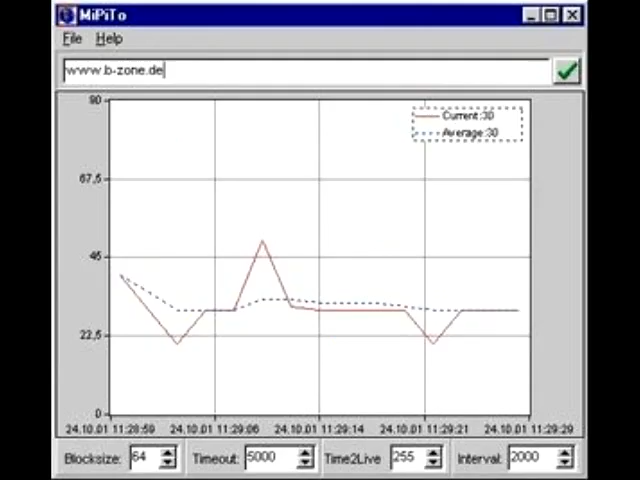 MiPiTo
File Help
www.b-zone.de
90
Current:30
Average:30
67,5
45
22,5
0
24.10.01 11:28:59 24.10.01 11:29:06 24.10.01 11:29:14 24.10.01 11:29:21 24.10.01 11:29:29
Blocksize: 64 Timeout: 5000 Time2Live 255 Interval: 2000